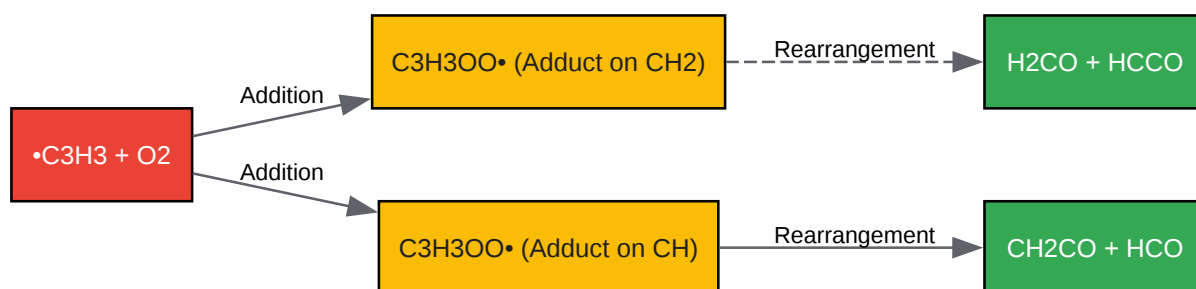 C3H3OO• (Adduct on CH2)
Rearrangement
H2CO + HCCO
Addition
•C3H3 + O2
Addition
C3H3OO• (Adduct on CH)
Rearrangement
CH2CO + HCO